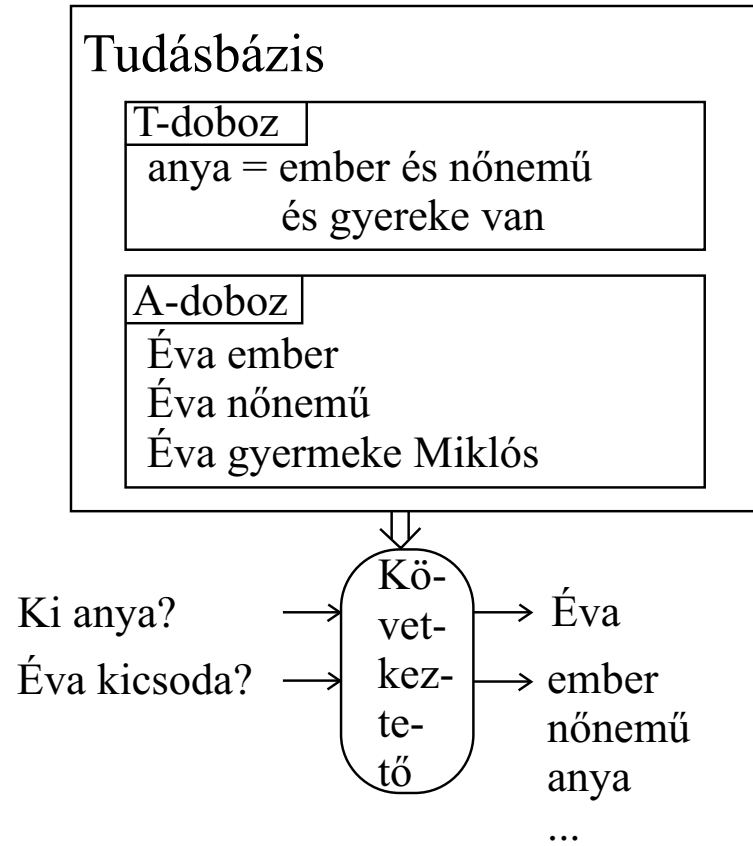 Tudásbázis
T-doboz
anya = ember és nőnemű
és gyereke van
A-doboz
Éva ember
Éva nőnemű
Éva gyermeke Miklós
Kö-
vet-
kez-
te-
tő
Ki anya?
Éva
Éva kicsoda?
ember
nőnemű
anya
...